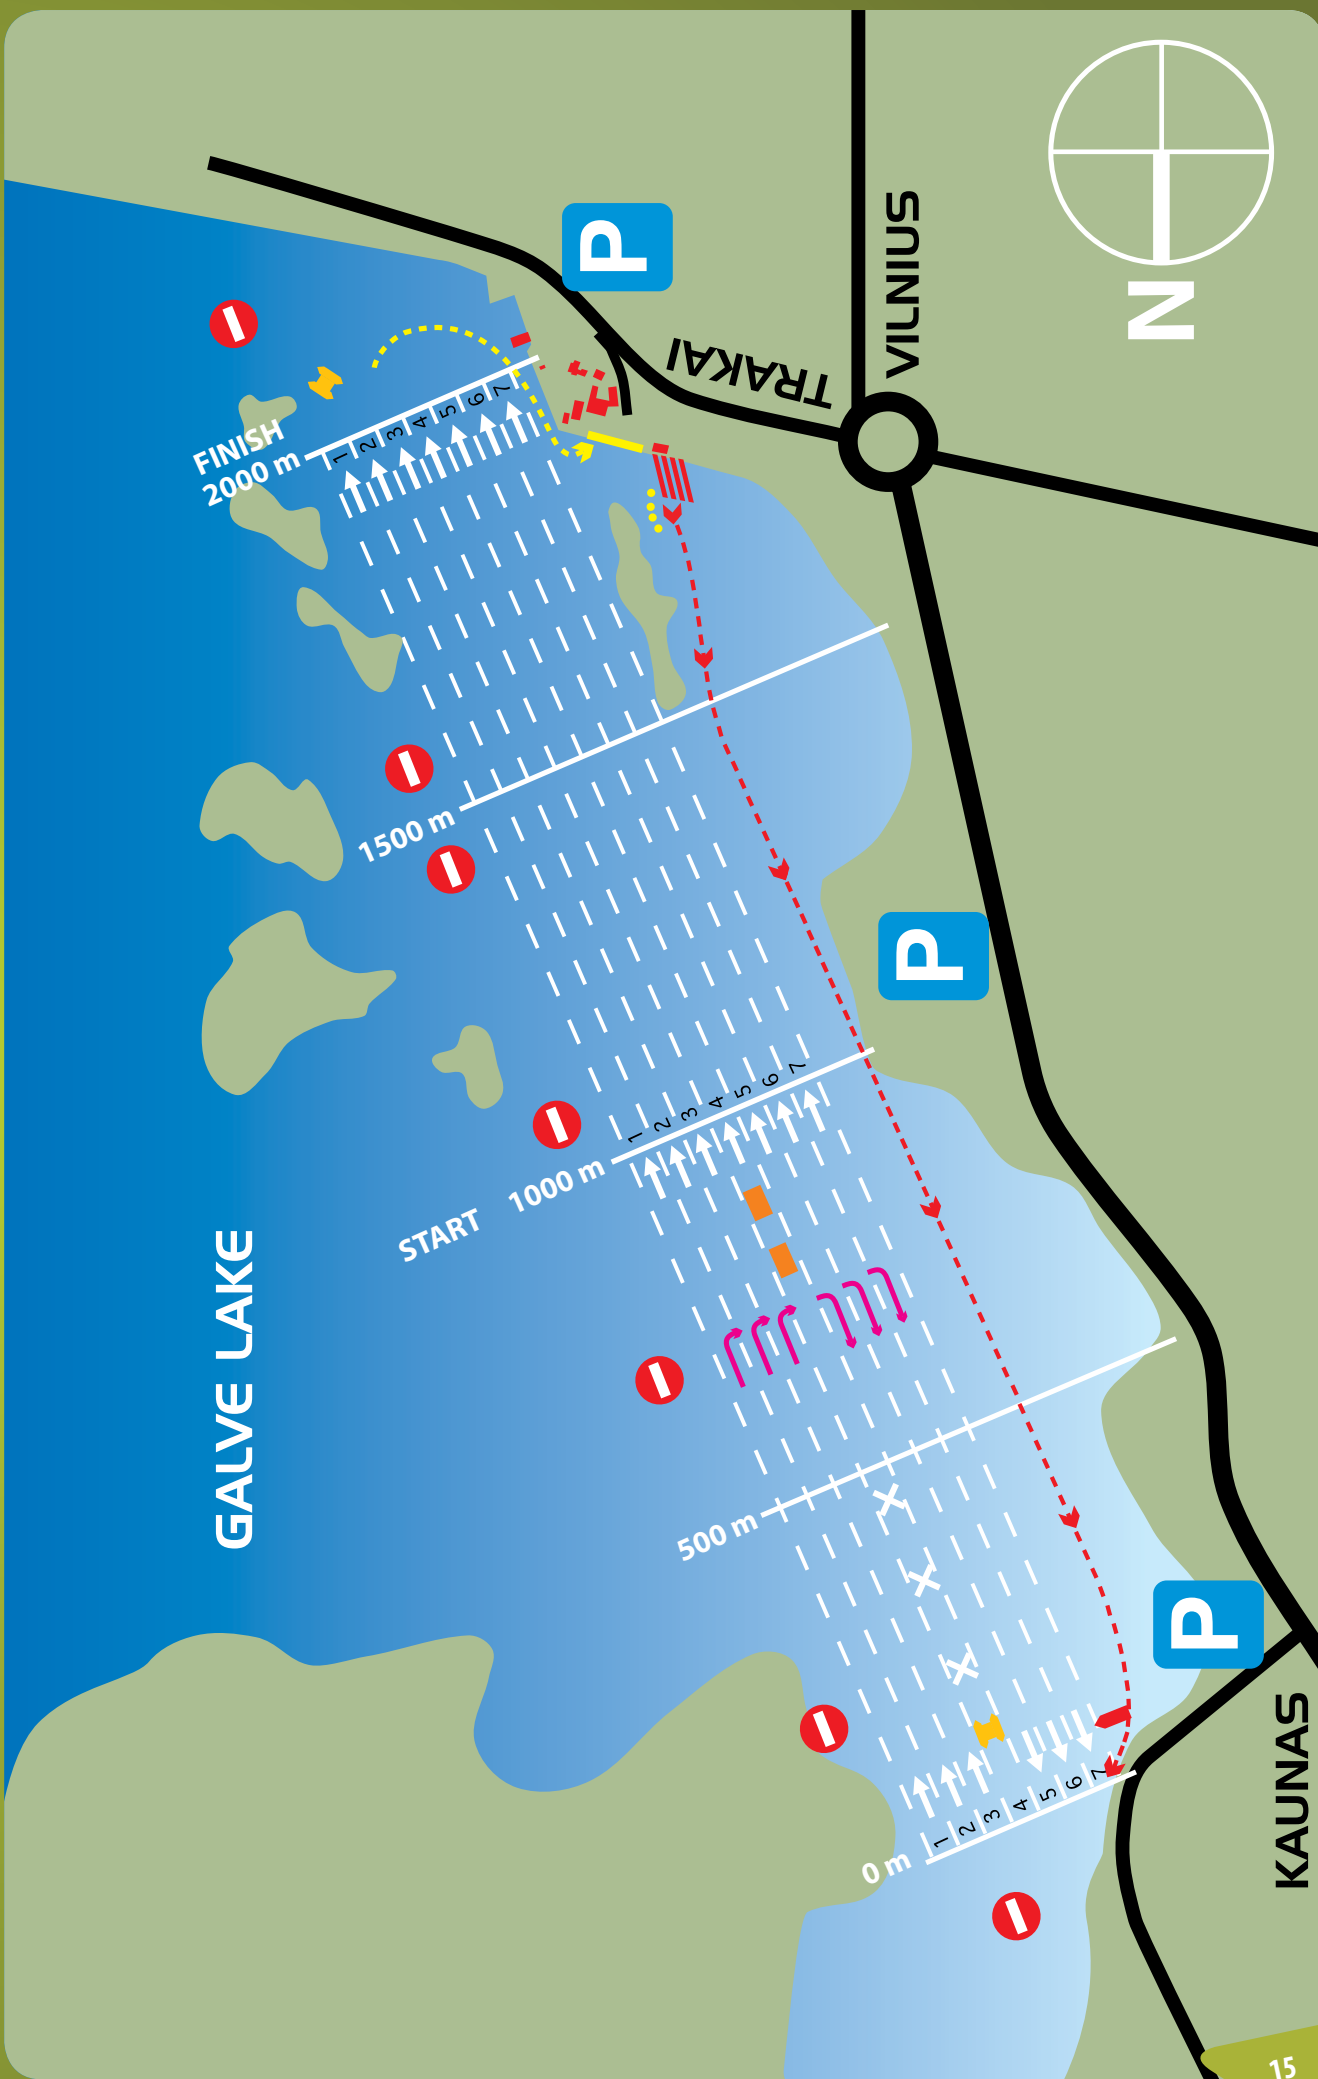 P
VILNIUS
N
TRAKAI
FINISH
2000 m
1 2 3 4 5 6 7
1500 m
P
1 2 3 4 5 6 7
START 1000 m
GALVE LAKE
500 m
P
KAUNAS
1 2 3 4 5 6 7
0 m
15